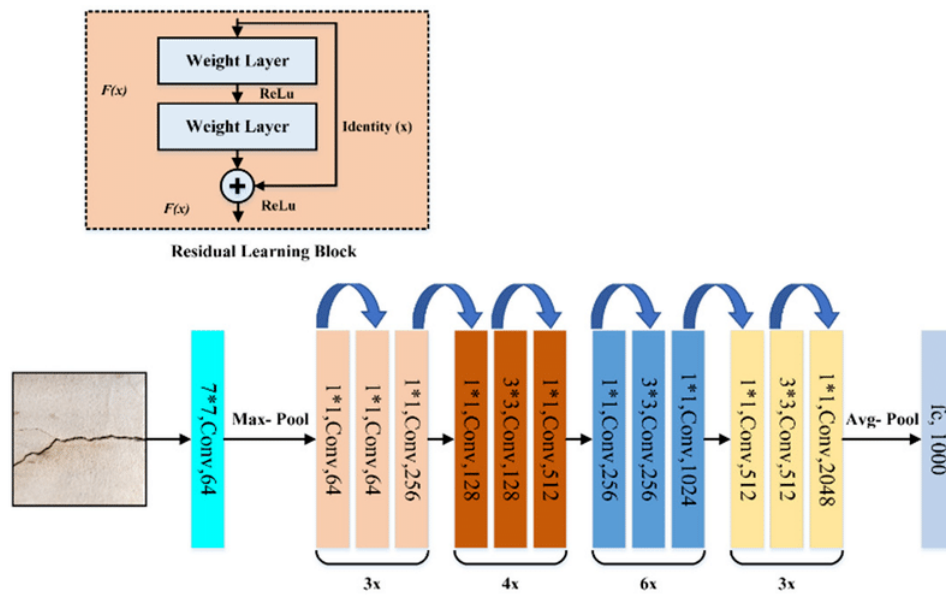 Weight Layer
ReLu
F(x)
Weight Layer
Identity (x)
+
ReLu
F(x)
Residual Learning Block
7*7,Conv,64
Max- Pool
1*1,Conv,64
1*1,Conv,64
1*1,Conv,256
1*1,Conv,128
3*3,Conv,128
1*1,Conv,512
1*1,Conv,256
3*3,Conv,256
1*1,Conv,1024
1*1,Conv,512
3*3,Conv,512
1*1,Conv,2048
Avg- Pool
3x
4x
6x
3x